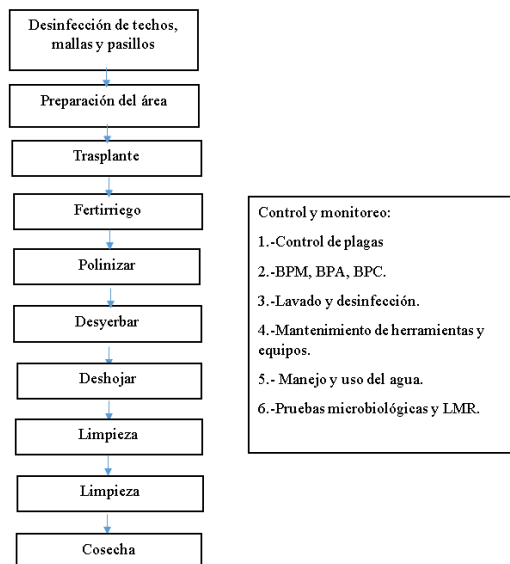 Desinfección de techos,
mallas y pasillos
Preparación del área
Trasplante
Fertirriego
Polinizar
Desyerbar
Deshojar
Limpieza
Limpieza
Cosecha
Control y monitoreo:
1.-Control de plagas
2.-BPM, BPA, BPC.
3.-Lavado y desinfección.
4.-Mantenimiento de herramientas y
equipos.
5.- Manejo y uso del agua.
6.-Pruebas microbiológicas y LMR.